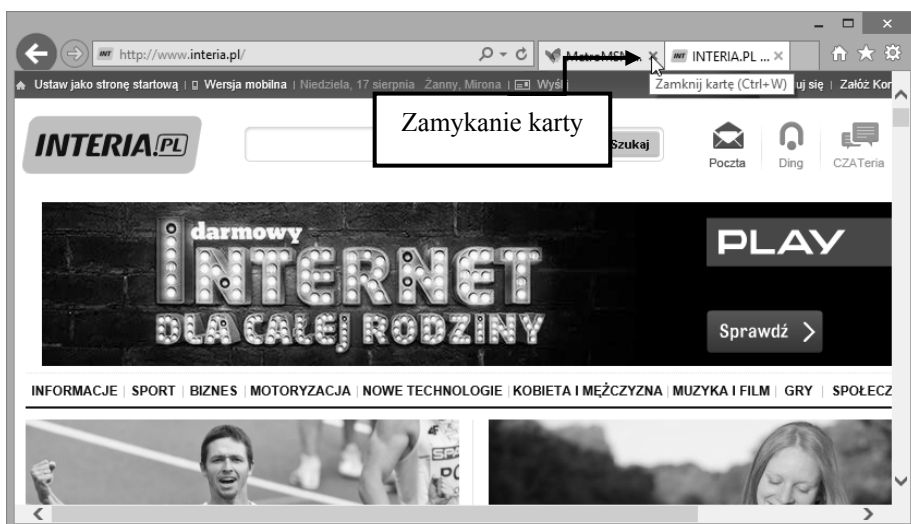 http://www.interia.pl/
MetroMSN...
INTERIA.PL ...
Zamknij kartę (Ctrl+W)
Ustaw jako stronę startową | Wersja mobilna | Niedziela, 17 sierpnia Żanny, Mirona | Wyśl uj się | Załóż Kon
Zamykanie karty
INTERIA.PL
Szukaj
Poczta Ding CZATeria
darmowy
INTERNET
DLA CAŁEJ RODZINY
PLAY
Sprawdź
INFORMACJE | SPORT | BIZNES | MOTORYZACJA | NOWE TECHNOLOGIE | KOBIETA I MĘŻCZYZNA | MUZYKA I FILM | GRY | SPOŁECZ